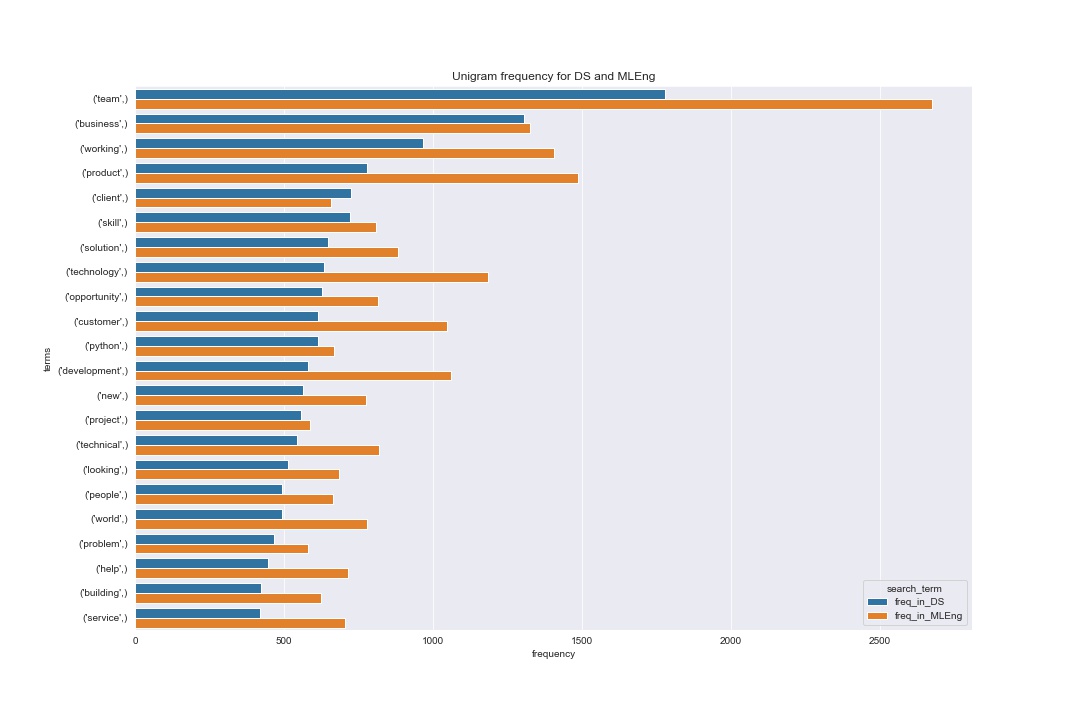 Unigram frequency for DS and MLEng
('team',)
('business',)
('working',)
('product',)
('client',)
('skill',)
('solution',)
('technology',)
('opportunity',)
('customer',)
('python',)
('development',)
('new',)
('project',)
('technical',)
('looking',)
('people',)
('world',)
('problem',)
('help',)
('building',)
('service',)
terms
search_term
freq_in_DS
freq_in_MLEng
0 500 1000 1500 2000 2500
frequency